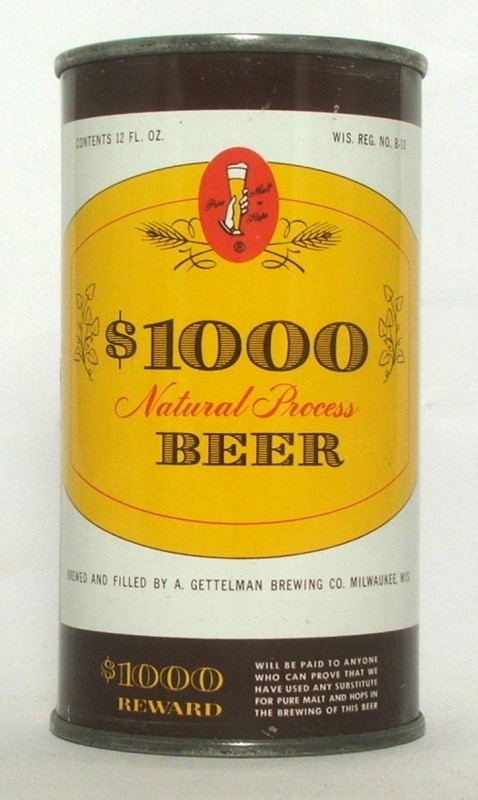 CONTENTS 12 FL. OZ.
WIS. REG. NO. B-10
Pure Malt
& Hops
®
$1000
Natural Process
BEER
BREWED AND FILLED BY A. GETTELMAN BREWING CO. MILWAUKEE, WIS.
$1000
REWARD
WILL BE PAID TO ANYONE
WHO CAN PROVE THAT WE
HAVE USED ANY SUBSTITUTE
FOR PURE MALT AND HOPS IN
THE BREWING OF THIS BEER